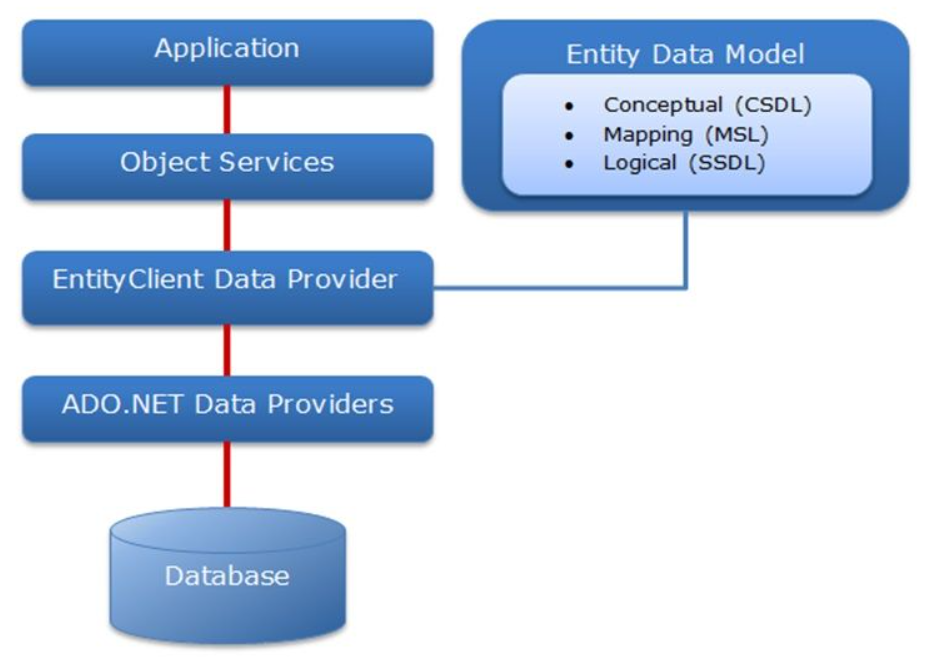 Application
Object Services
EntityClient Data Provider
ADO.NET Data Providers
Database
Entity Data Model
• Conceptual (CSDL)
• Mapping (MSL)
• Logical (SSDL)